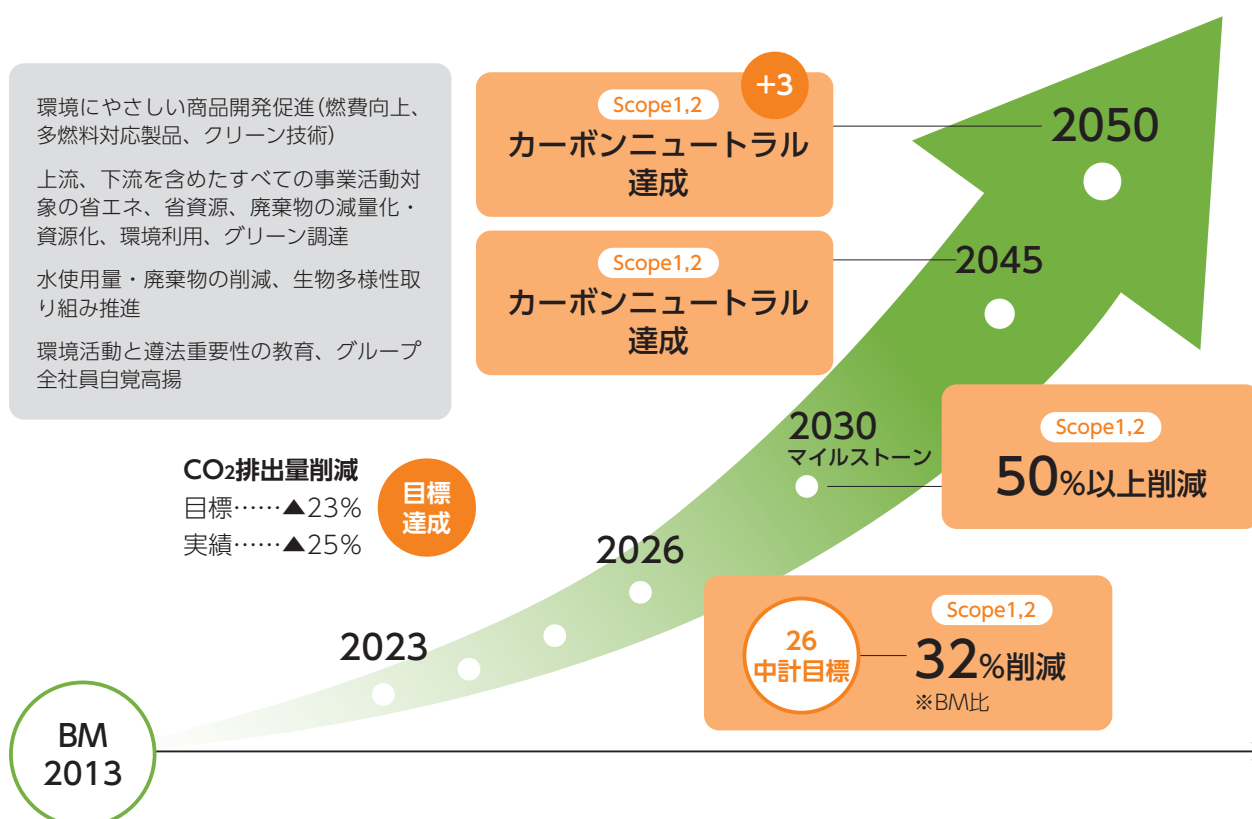 環境にやさしい商品開発促進(燃費向上、
多燃料対応製品、クリーン技術)
上流、下流を含めたすべての事業活動対
象の省エネ、省資源、廃棄物の減量化・
資源化、環境利用、グリーン調達
水使用量・廃棄物の削減、生物多様性取
り組み推進
環境活動と遵法重要性の教育、グループ
全社員自覚高揚
+3
Scope1,2
カーボンニュートラル
達成
2050
Scope1,2
カーボンニュートラル
達成
2045
2030
マイルストーン
Scope1,2
50%以上削減
CO2排出量削減
目標……▲23%
実績……▲25%
目標
達成
2026
26
中計目標
Scope1,2
32%削減
※BM比
2023
BM
2013